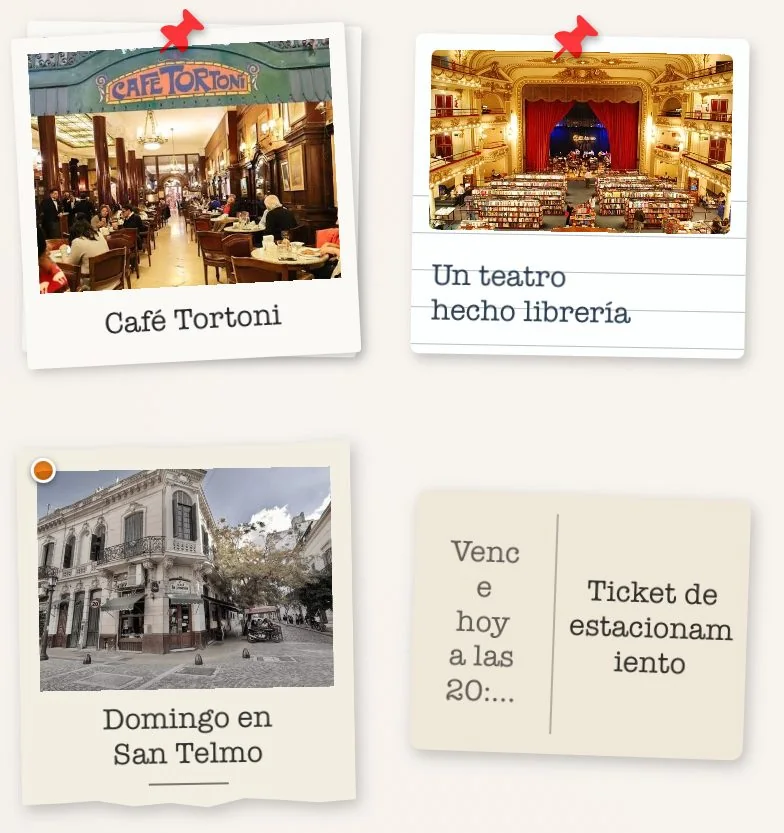 CAFÉ TORTONI
Café Tortoni
Un teatro
hecho librería
Domingo en
San Telmo
Venc
e
hoy
a las
20:...
Ticket de
estacionam
iento